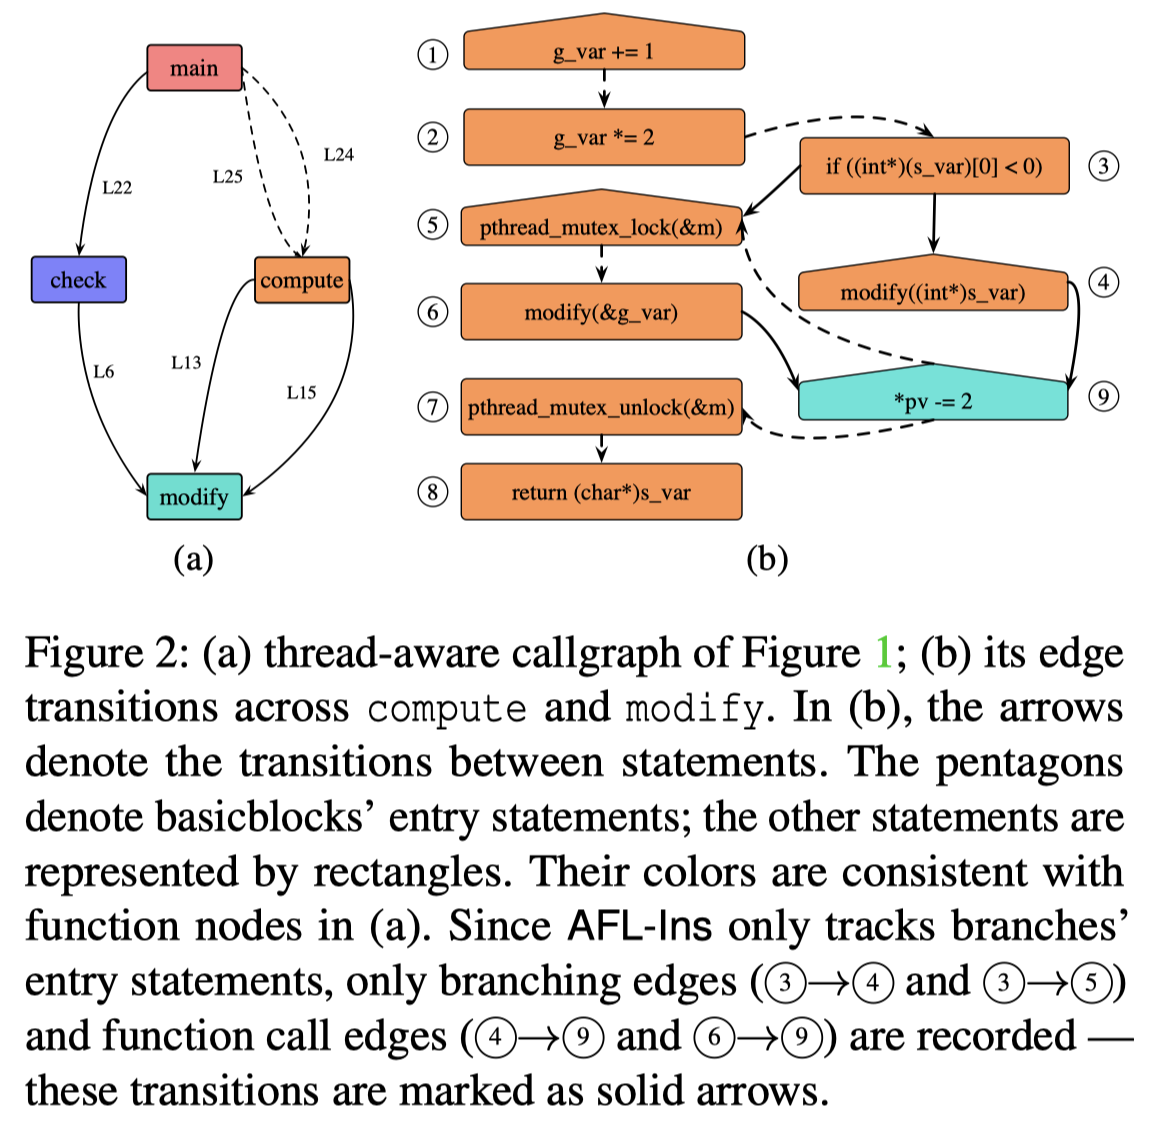 main
L22
L25
L24
check
compute
L6
L13
L15
modify
(a)
① g_var += 1
② g_var *= 2
if ((int*)(s_var)[0] < 0) ③
⑤ pthread_mutex_lock(&m)
modify((int*)s_var) ④
⑥ modify(&g_var)
*pv -= 2 ⑨
⑦ pthread_mutex_unlock(&m)
⑧ return (char*)s_var
(b)
Figure 2: (a) thread-aware callgraph of Figure 1; (b) its edge
transitions across compute and modify. In (b), the arrows
denote the transitions between statements. The pentagons
denote basicblocks’ entry statements; the other statements are
represented by rectangles. Their colors are consistent with
function nodes in (a). Since AFL-Ins only tracks branches’
entry statements, only branching edges (③→④ and ③→⑤)
and function call edges (④→⑨ and ⑥→⑨) are recorded —
these transitions are marked as solid arrows.